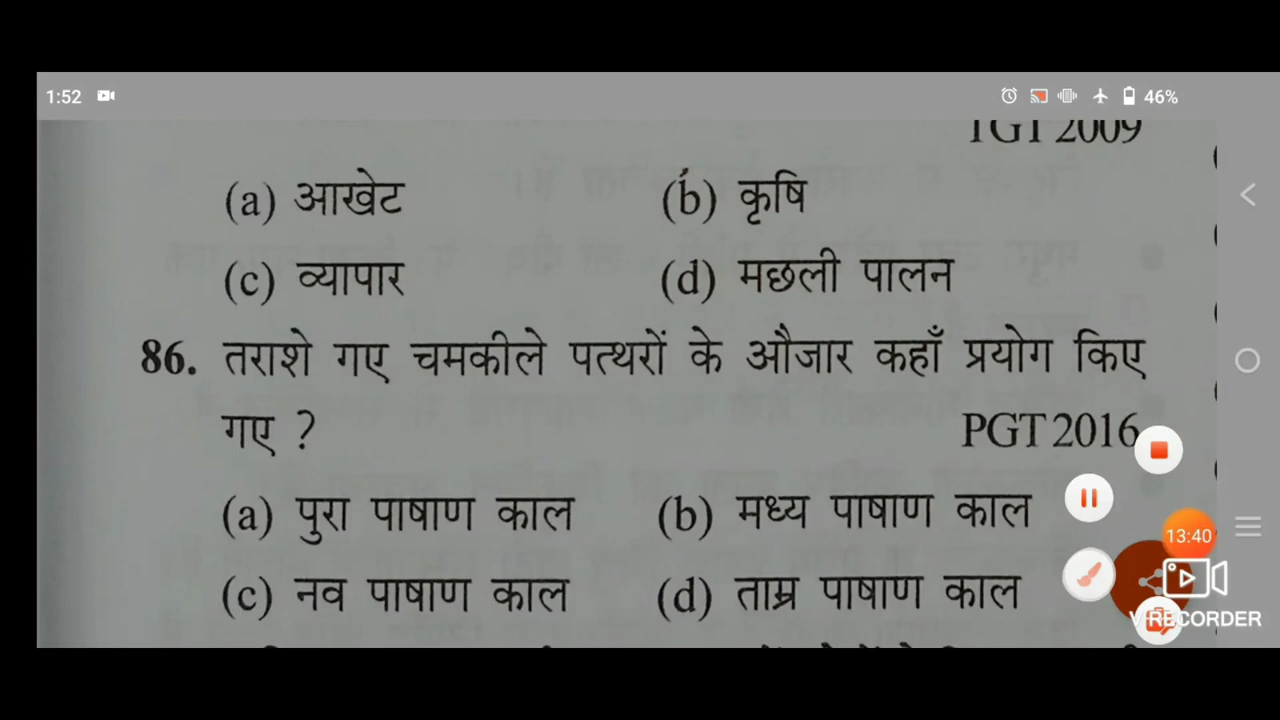 1:52 46%
TGT 2009
(a) आखेट (b) कृषि
(c) व्यापार (d) मछली पालन
86. तराशे गए चमकीले पत्थरों के औजार कहाँ प्रयोग किए
गए ? PGT 2016
(a) पुरा पाषाण काल (b) मध्य पाषाण काल
(c) नव पाषाण काल (d) ताम्र पाषाण काल
13:40
V RECORDER